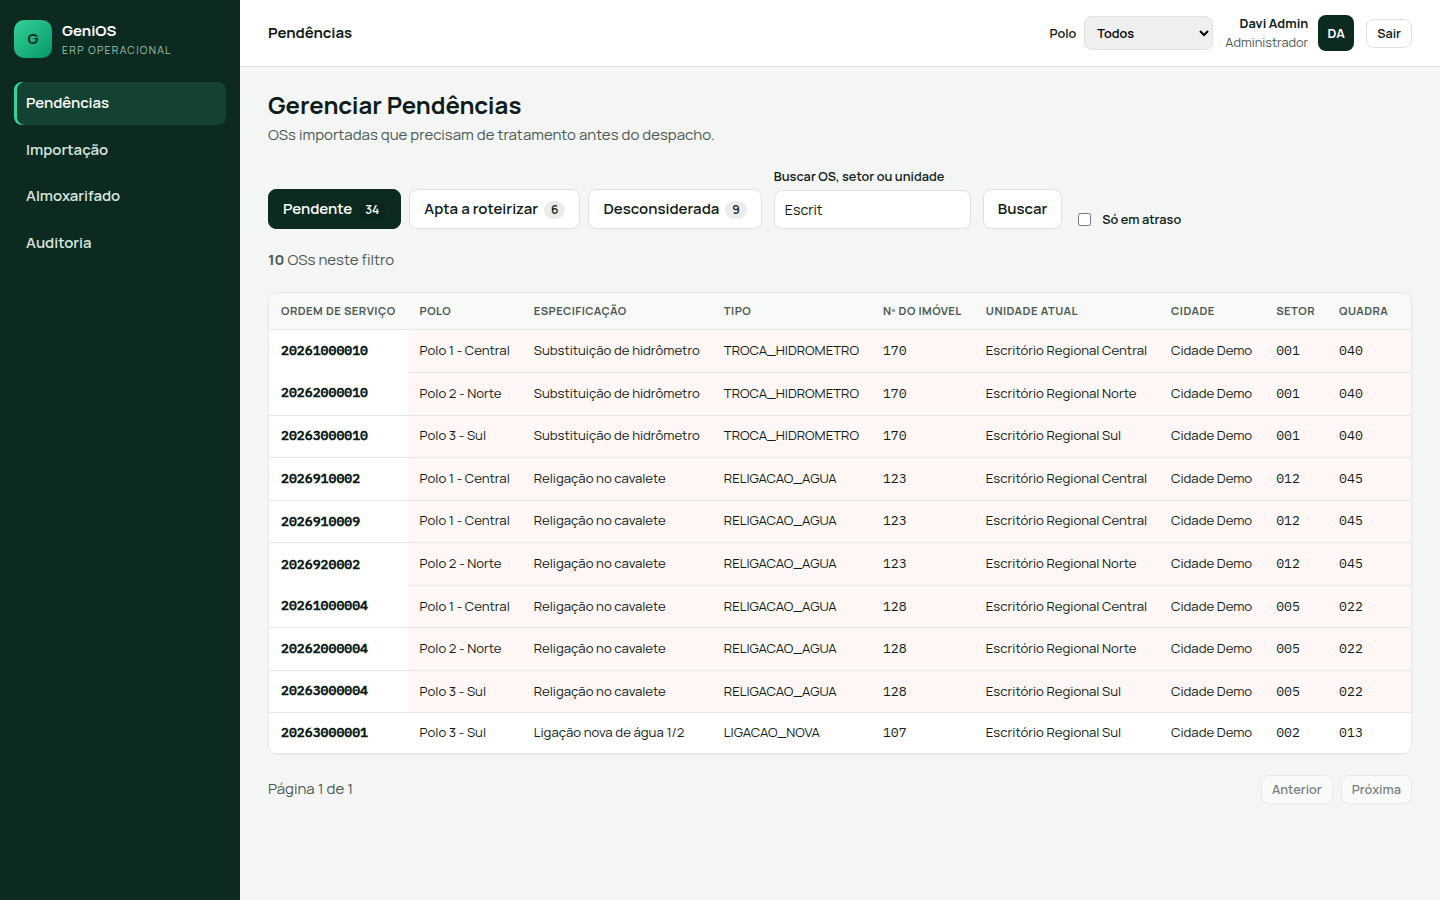 G
GeniOS
ERP OPERACIONAL
Pendências
Importação
Almoxarifado
Auditoria
Pendências
Polo Todos
Davi Admin
Administrador
DA
Sair
Gerenciar Pendências
OSs importadas que precisam de tratamento antes do despacho.
Buscar OS, setor ou unidade
Pendente 34 Apta a roteirizar 6 Desconsiderada 9 Escrit Buscar Só em atraso
10 OSs neste filtro
ORDEM DE SERVIÇO POLO ESPECIFICAÇÃO TIPO Nº DO IMÓVEL UNIDADE ATUAL CIDADE SETOR QUADRA
20261000010 Polo 1 - Central Substituição de hidrômetro TROCA_HIDROMETRO 170 Escritório Regional Central Cidade Demo 001 040
20262000010 Polo 2 - Norte Substituição de hidrômetro TROCA_HIDROMETRO 170 Escritório Regional Norte Cidade Demo 001 040
20263000010 Polo 3 - Sul Substituição de hidrômetro TROCA_HIDROMETRO 170 Escritório Regional Sul Cidade Demo 001 040
2026910002 Polo 1 - Central Religação no cavalete RELIGACAO_AGUA 123 Escritório Regional Central Cidade Demo 012 045
2026910009 Polo 1 - Central Religação no cavalete RELIGACAO_AGUA 123 Escritório Regional Central Cidade Demo 012 045
2026920002 Polo 2 - Norte Religação no cavalete RELIGACAO_AGUA 123 Escritório Regional Norte Cidade Demo 012 045
20261000004 Polo 1 - Central Religação no cavalete RELIGACAO_AGUA 128 Escritório Regional Central Cidade Demo 005 022
20262000004 Polo 2 - Norte Religação no cavalete RELIGACAO_AGUA 128 Escritório Regional Norte Cidade Demo 005 022
20263000004 Polo 3 - Sul Religação no cavalete RELIGACAO_AGUA 128 Escritório Regional Sul Cidade Demo 005 022
20263000001 Polo 3 - Sul Ligação nova de água 1/2 LIGACAO_NOVA 107 Escritório Regional Sul Cidade Demo 002 013
Página 1 de 1
Anterior Próxima